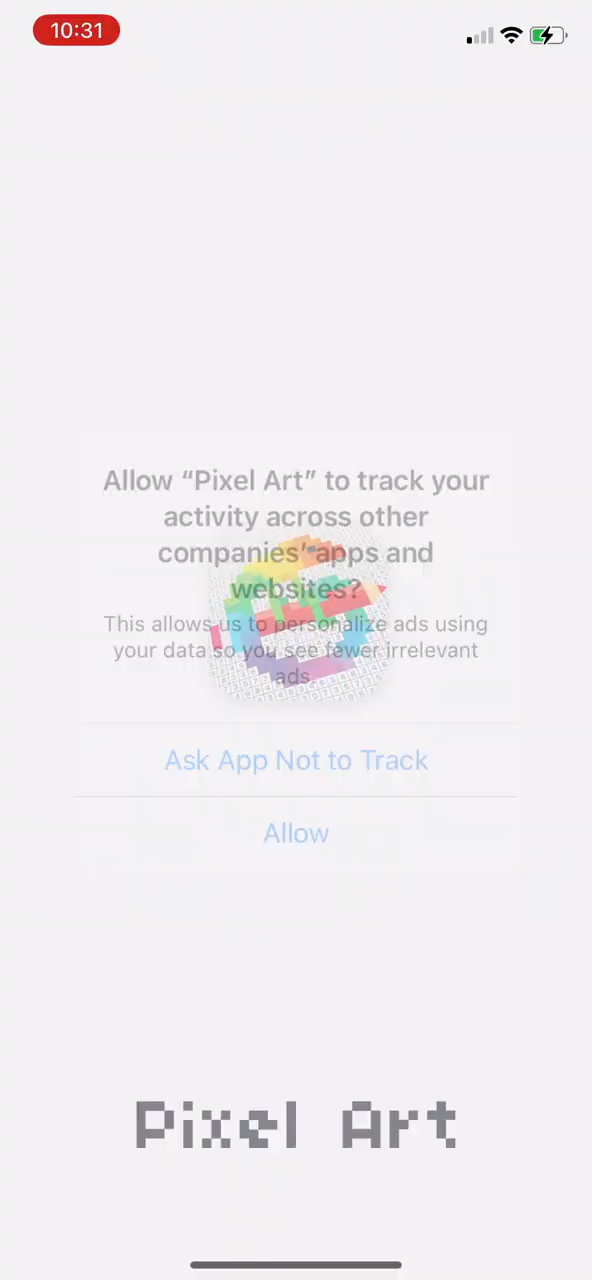 10:31
Allow “Pixel Art” to track your
activity across other
companies’ apps and
websites?
This allows us to personalize ads using
your data so you see fewer irrelevant
ads
Ask App Not to Track
Allow
Pixel Art